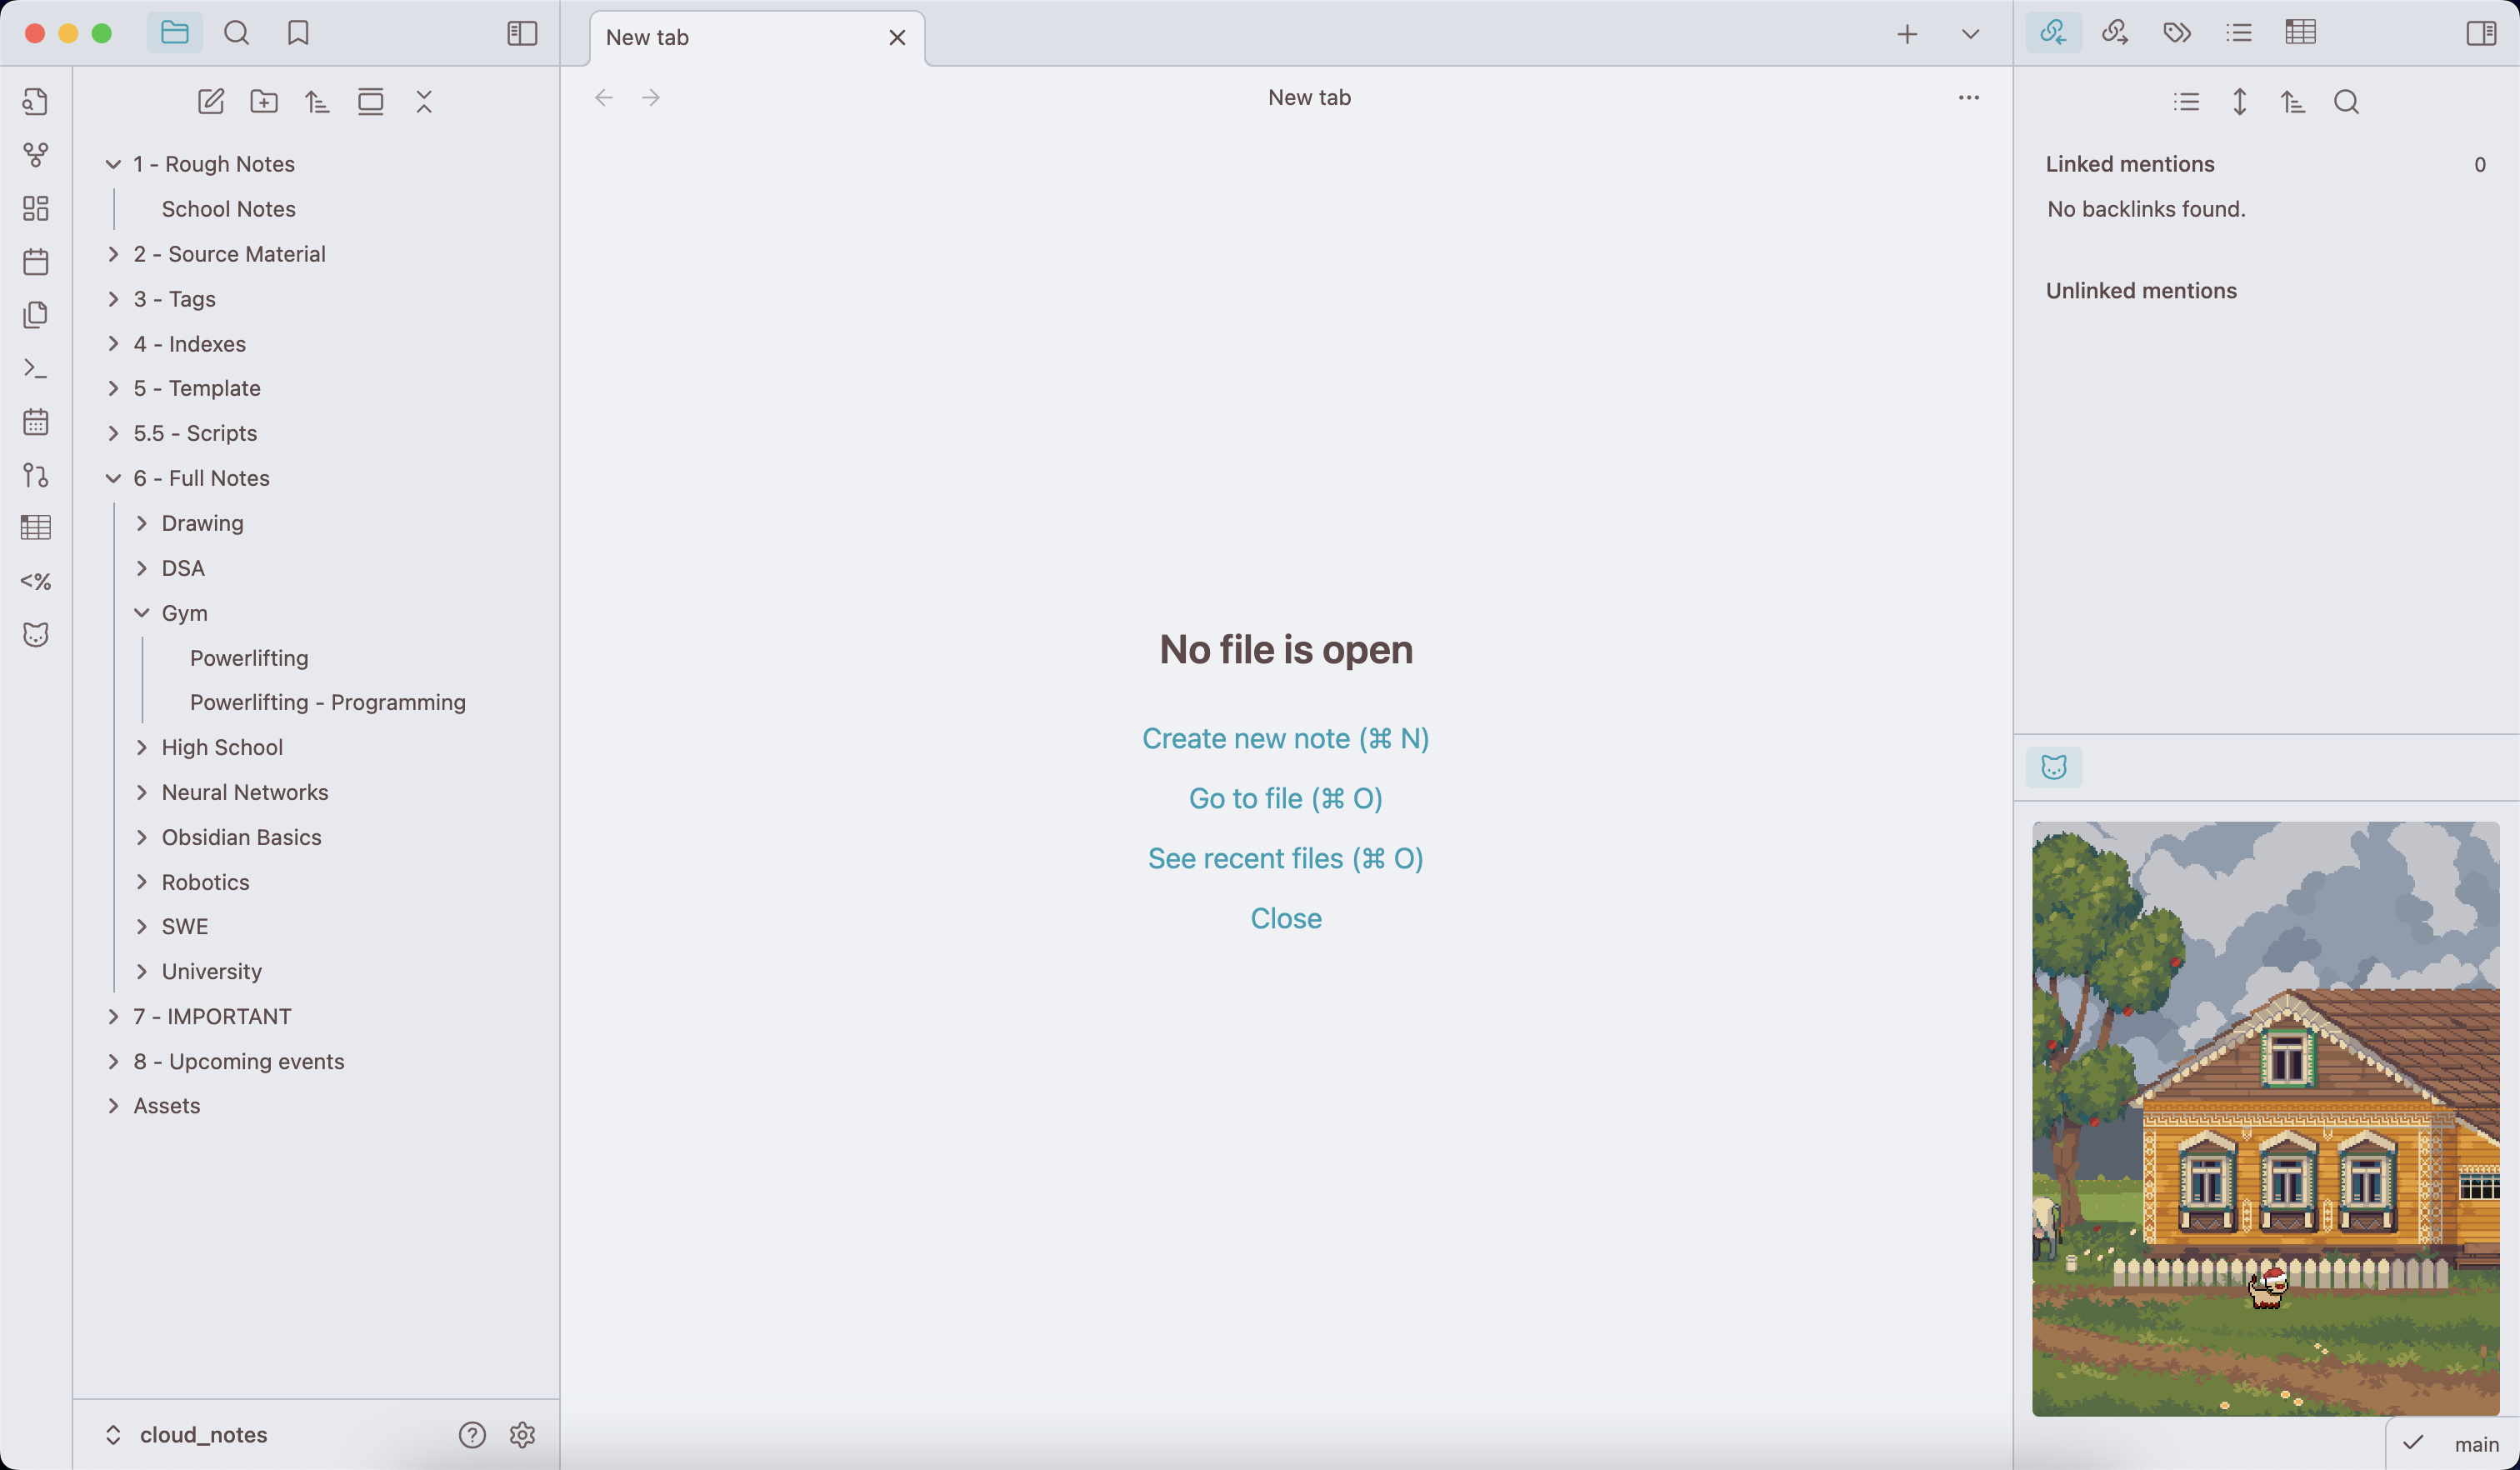 New tab
New tab
1 - Rough Notes
School Notes
2 - Source Material
3 - Tags
4 - Indexes
5 - Template
5.5 - Scripts
6 - Full Notes
Drawing
DSA
Gym
Powerlifting
Powerlifting - Programming
High School
Neural Networks
Obsidian Basics
Robotics
SWE
University
7 - IMPORTANT
8 - Upcoming events
Assets
<%
cloud_notes
No file is open
Create new note (⌘ N)
Go to file (⌘ O)
See recent files (⌘ O)
Close
Linked mentions 0
No backlinks found.
Unlinked mentions
main